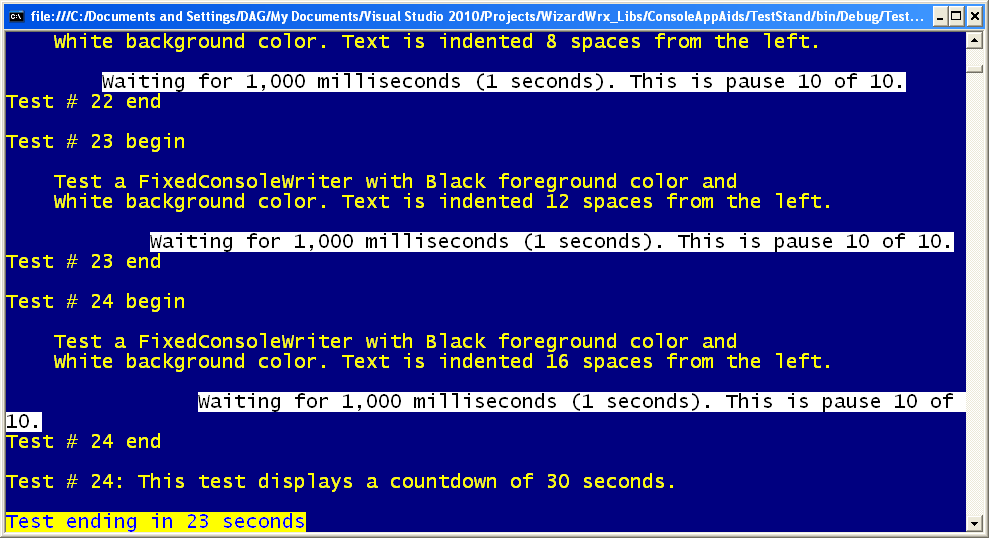 file:///C:/Documents and Settings/DAG/My Documents/Visual Studio 2010/Projects/WizardWrx_Libs/ConsoleAppAids/TestStand/bin/Debug/Test...
White background color. Text is indented 8 spaces from the left.
Waiting for 1,000 milliseconds (1 seconds). This is pause 10 of 10.
Test # 22 end
Test # 23 begin
Test a FixedConsoleWriter with Black foreground color and
White background color. Text is indented 12 spaces from the left.
Waiting for 1,000 milliseconds (1 seconds). This is pause 10 of 10.
Test # 23 end
Test # 24 begin
Test a FixedConsoleWriter with Black foreground color and
White background color. Text is indented 16 spaces from the left.
Waiting for 1,000 milliseconds (1 seconds). This is pause 10 of
10.
Test # 24 end
Test # 24: This test displays a countdown of 30 seconds.
Test ending in 23 seconds